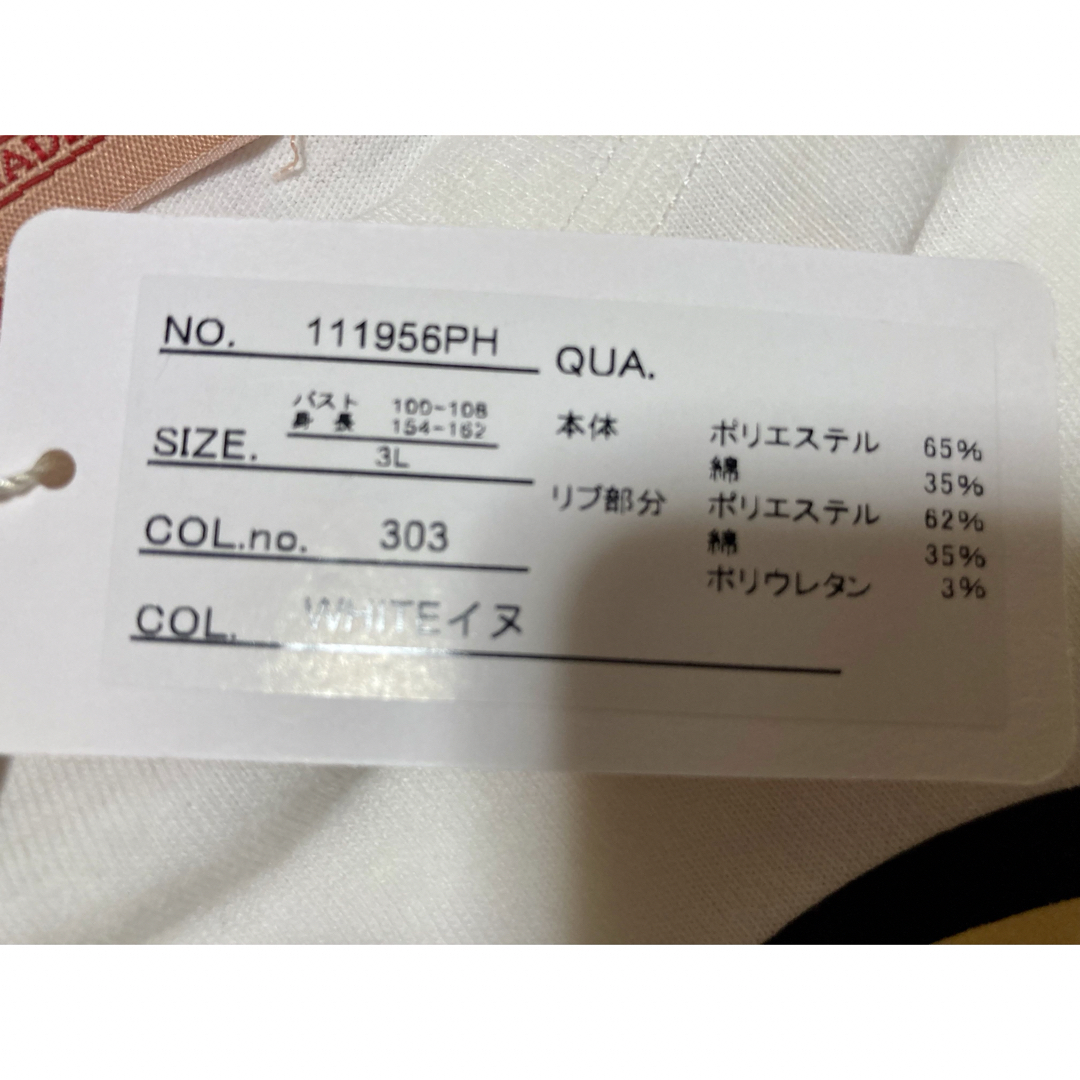 NO. 111956PH
SIZE. バスト 100-108
身長 154-162
3L
COL.no. 303
COL. WHITEイヌ
QUA.
本体 ポリエステル 65%
綿 35%
リブ部分 ポリエステル 62%
綿 35%
ポリウレタン 3%